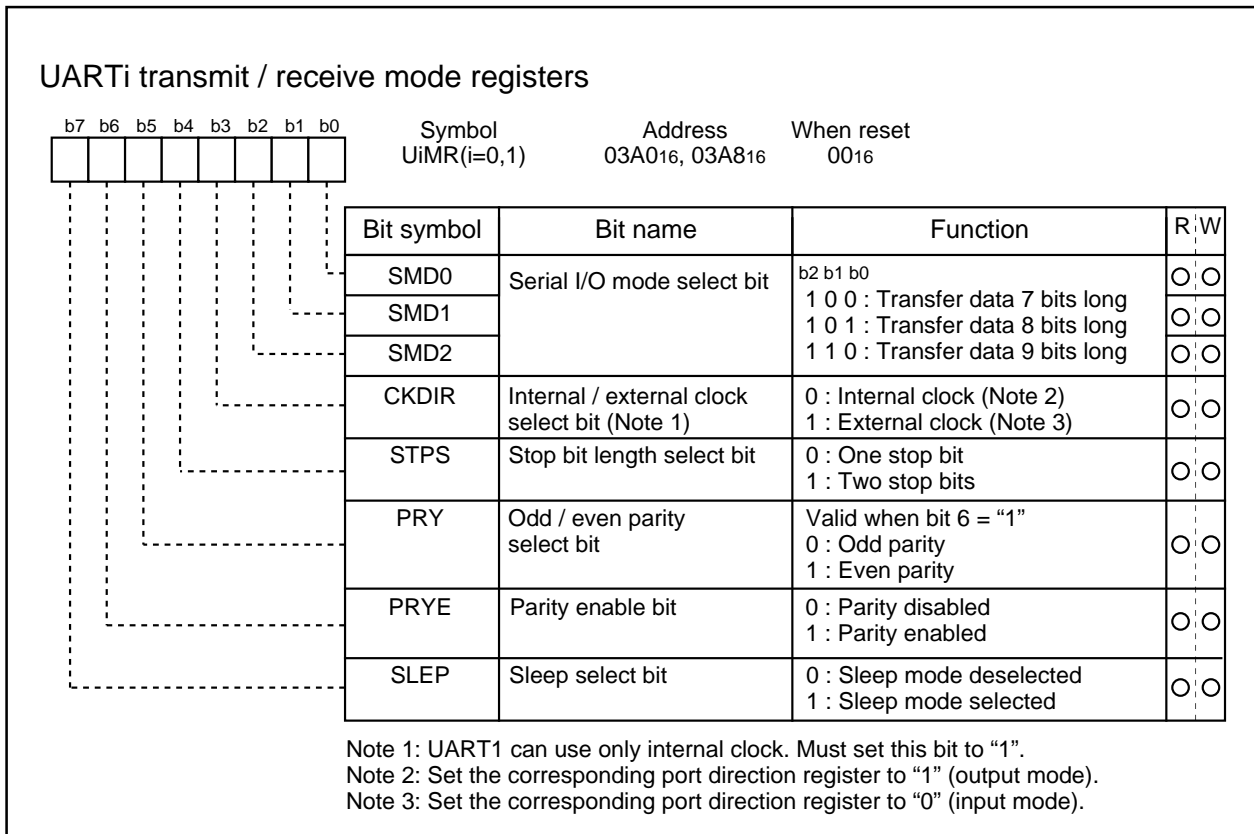 UARTi transmit / receive mode registers
b7 b6 b5 b4 b3 b2 b1 b0
Symbol Address When reset
UiMR(i=0,1) 03A016, 03A816 0016
Bit symbol Bit name Function R W
SMD0 Serial I/O mode select bit b2 b1 b0
1 0 0 : Transfer data 7 bits long
SMD1 1 0 1 : Transfer data 8 bits long
SMD2 1 1 0 : Transfer data 9 bits long
CKDIR Internal / external clock 0 : Internal clock (Note 2)
select bit (Note 1) 1 : External clock (Note 3)
STPS Stop bit length select bit 0 : One stop bit
1 : Two stop bits
PRY Odd / even parity Valid when bit 6 = “1”
select bit 0 : Odd parity
1 : Even parity
PRYE Parity enable bit 0 : Parity disabled
1 : Parity enabled
SLEP Sleep select bit 0 : Sleep mode deselected
1 : Sleep mode selected
Note 1: UART1 can use only internal clock. Must set this bit to “1”.
Note 2: Set the corresponding port direction register to “1” (output mode).
Note 3: Set the corresponding port direction register to “0” (input mode).